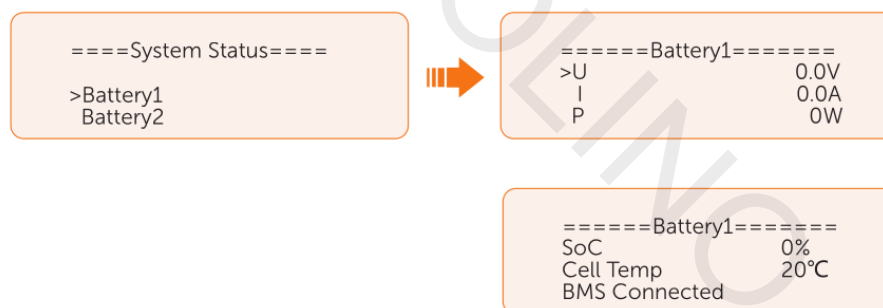 ====System Status====
>Battery1
Battery2
======Battery1=======
>U 0.0V
I 0.0A
P 0W
======Battery1=======
SoC 0%
Cell Temp 20℃
BMS Connected